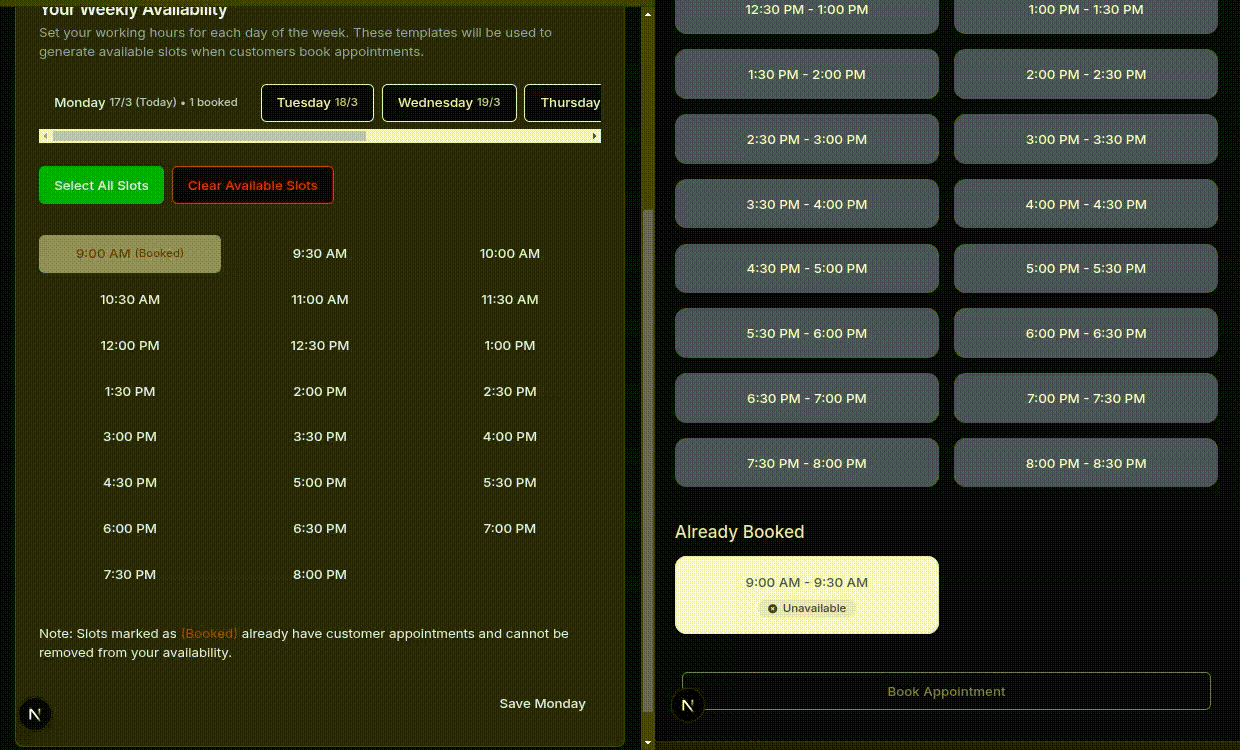 Your Weekly Availability
Set your working hours for each day of the week. These templates will be used to
generate available slots when customers book appointments.
Monday 17/3 (Today) • 1 booked
Tuesday 18/3
Wednesday 19/3
Thursday
Select All Slots
Clear Available Slots
9:00 AM (Booked)
9:30 AM
10:00 AM
10:30 AM
11:00 AM
11:30 AM
12:00 PM
12:30 PM
1:00 PM
1:30 PM
2:00 PM
2:30 PM
3:00 PM
3:30 PM
4:00 PM
4:30 PM
5:00 PM
5:30 PM
6:00 PM
6:30 PM
7:00 PM
7:30 PM
8:00 PM
Note: Slots marked as (Booked) already have customer appointments and cannot be
removed from your availability.
Save Monday
N
12:30 PM - 1:00 PM
1:00 PM - 1:30 PM
1:30 PM - 2:00 PM
2:00 PM - 2:30 PM
2:30 PM - 3:00 PM
3:00 PM - 3:30 PM
3:30 PM - 4:00 PM
4:00 PM - 4:30 PM
4:30 PM - 5:00 PM
5:00 PM - 5:30 PM
5:30 PM - 6:00 PM
6:00 PM - 6:30 PM
6:30 PM - 7:00 PM
7:00 PM - 7:30 PM
7:30 PM - 8:00 PM
8:00 PM - 8:30 PM
Already Booked
9:00 AM - 9:30 AM
Unavailable
Book Appointment
N